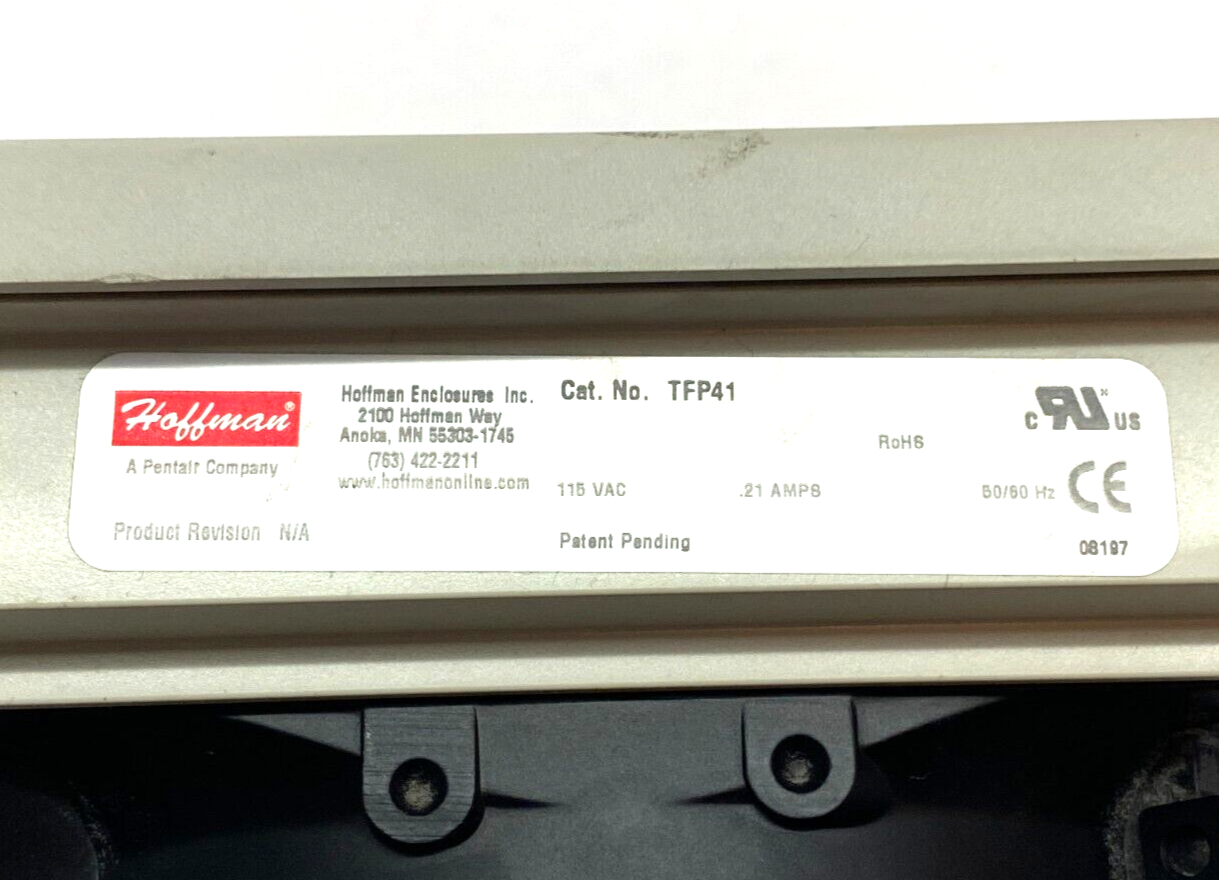 Hoffman®
A Pentair Company
Product Revision N/A
Hoffman Enclosures Inc.
2100 Hoffman Way
Anoka, MN 55303-1745
(763) 422-2211
www.hoffmanonline.com
Cat. No. TFP41
RoHS
c RU US
115 VAC .21 AMPS 50/60 Hz CE
Patent Pending
08197